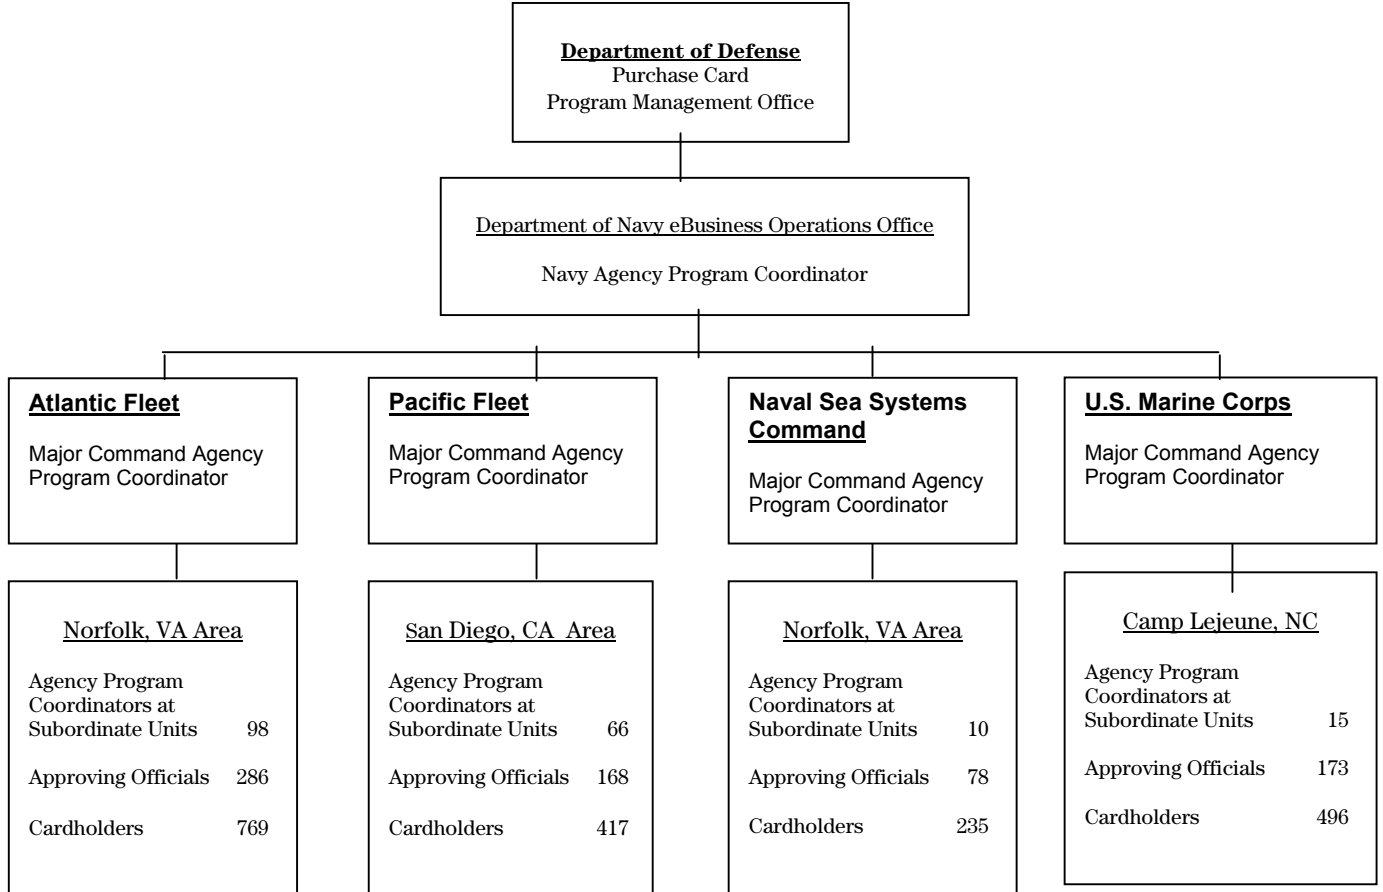 Department of Defense
Purchase Card
Program Management Office
Department of Navy eBusiness Operations Office
Navy Agency Program Coordinator
Atlantic Fleet
Major Command Agency
Program Coordinator
Pacific Fleet
Major Command Agency
Program Coordinator
Naval Sea Systems
Command
Major Command Agency
Program Coordinator
U.S. Marine Corps
Major Command Agency
Program Coordinator
Norfolk, VA Area
Agency Program
Coordinators at
Subordinate Units 98
Approving Officials 286
Cardholders 769
San Diego, CA Area
Agency Program
Coordinators at
Subordinate Units 66
Approving Officials 168
Cardholders 417
Norfolk, VA Area
Agency Program
Coordinators at
Subordinate Units 10
Approving Officials 78
Cardholders 235
Camp Lejeune, NC
Agency Program
Coordinators at
Subordinate Units 15
Approving Officials 173
Cardholders 496